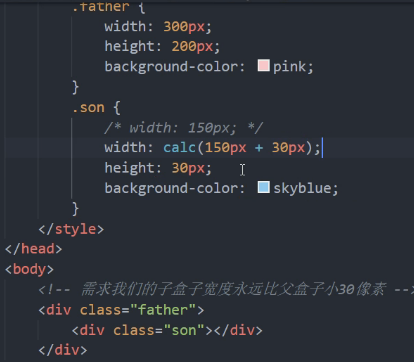 .father {
width: 300px;
height: 200px;
background-color: pink;
}
.son {
/* width: 150px; */
width: calc(150px + 30px);
height: 30px;
background-color: skyblue;
}
</style>
</head>
<body>
<!-- 需求我们的子盒子宽度永远比父盒子小30像素 --
<div class="father">
<div class="son"></div>
</div>